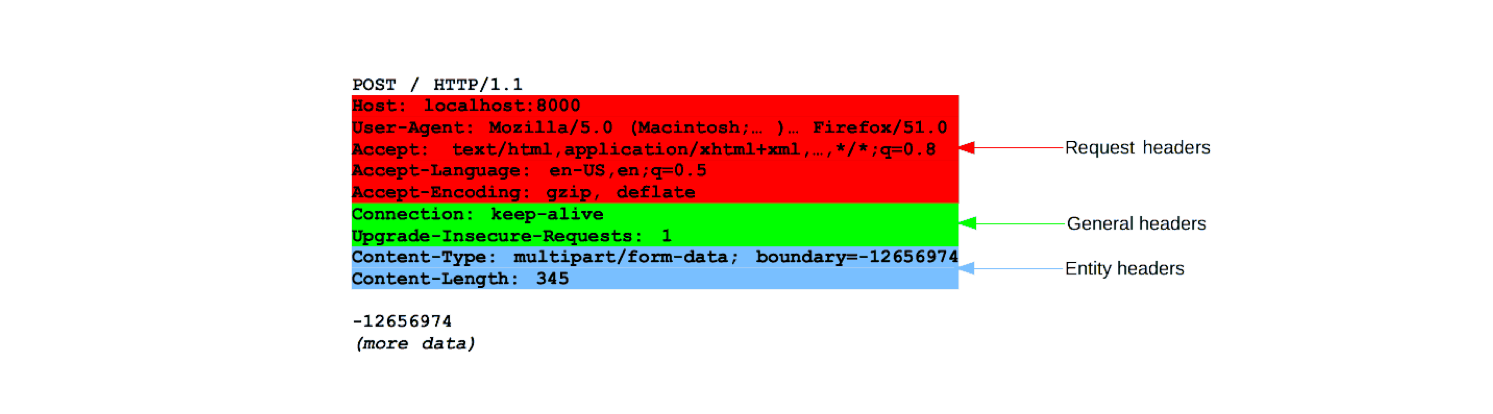 POST / HTTP/1.1
Host: localhost:8000
User-Agent: Mozilla/5.0 (Macintosh;… )… Firefox/51.0
Accept: text/html,application/xhtml+xml,…,*/*;q=0.8
Accept-Language: en-US,en;q=0.5
Accept-Encoding: gzip, deflate
Connection: keep-alive
Upgrade-Insecure-Requests: 1
Content-Type: multipart/form-data; boundary=-12656974
Content-Length: 345
-12656974
(more data)
Request headers
General headers
Entity headers